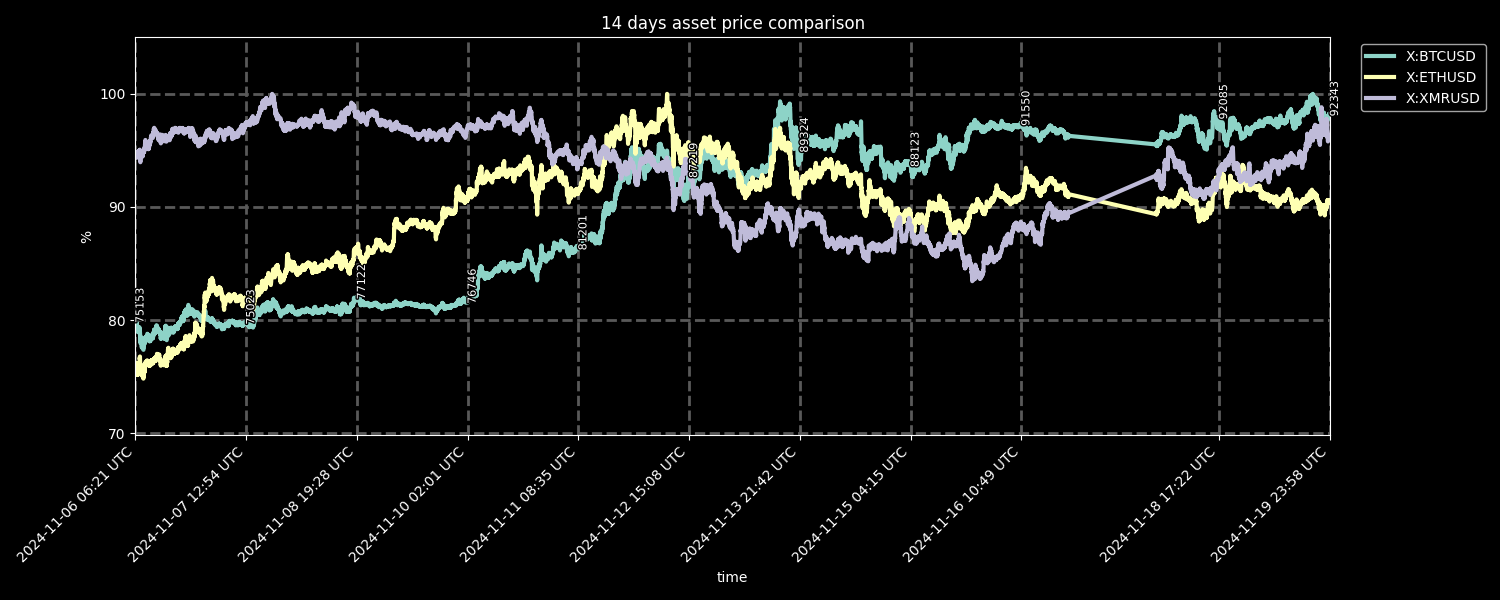 14 days asset price comparison
X:BTCUSD
X:ETHUSD
X:XMRUSD
100
90
80
70
%
75153
75023
77122
76746
81201
87219
89324
88123
91550
92085
92343
2024-11-06 06:21 UTC
2024-11-07 12:54 UTC
2024-11-08 19:28 UTC
2024-11-10 02:01 UTC
2024-11-11 08:35 UTC
2024-11-12 15:08 UTC
2024-11-13 21:42 UTC
2024-11-15 04:15 UTC
2024-11-16 10:49 UTC
2024-11-18 17:22 UTC
2024-11-19 23:58 UTC
time